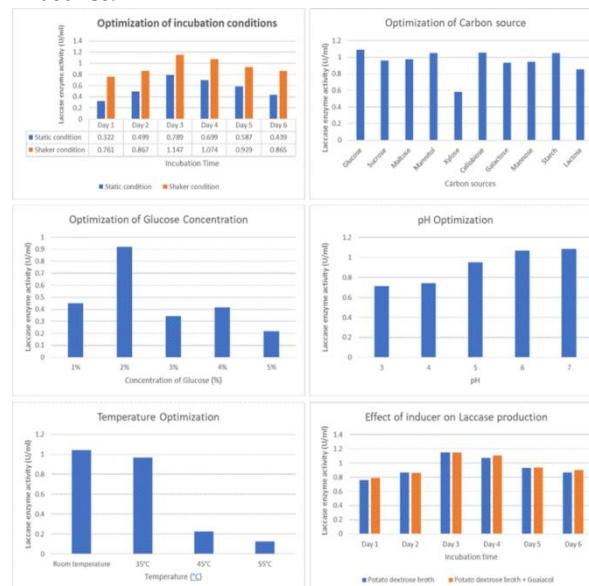 Optimization of incubation conditions
Laccase enzyme activity (U/ml)
1.4
1.2
1
0.8
0.6
0.4
0.2
0
Day 1 Day 2 Day 3 Day 4 Day 5 Day 6
Static condition 0.322 0.499 0.789 0.699 0.587 0.439
Shaker condition 0.761 0.867 1.147 1.074 0.929 0.865
Incubation Time
Static condition Shaker condition
Optimization of Carbon source
Laccase enzyme activity (U/ml)
1.2
1
0.8
0.6
0.4
0.2
0
Glucose Sucrose Maltose Mannitol Xylose Cellobiose Galactose Mannose Starch Lactose
Carbon sources
Optimization of Glucose Concentration
Laccase enzyme activity (U/ml)
1
0.9
0.8
0.7
0.6
0.5
0.4
0.3
0.2
0.1
0
1% 2% 3% 4% 5%
Concentration of Glucose (%)
pH Optimization
Laccase enzyme activity (U/ml)
1.2
1
0.8
0.6
0.4
0.2
0
3 4 5 6 7
pH
Temperature Optimization
Laccase enzyme activity (U/ml)
1.2
1
0.8
0.6
0.4
0.2
0
Room temperature 35°C 45°C 55°C
Temperature (°C)
Effect of inducer on Laccase production
Laccase enzyme activity (U/ml)
1.4
1.2
1
0.8
0.6
0.4
0.2
0
Day 1 Day 2 Day 3 Day 4 Day 5 Day 6
Incubation time
Potato dextrose broth Potato dextrose broth + Guaiacol